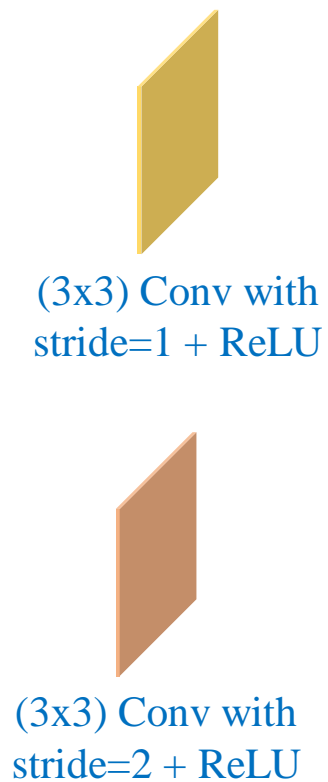 (3x3) Conv with
stride=1 + ReLU
(3x3) Conv with
stride=2 + ReLU